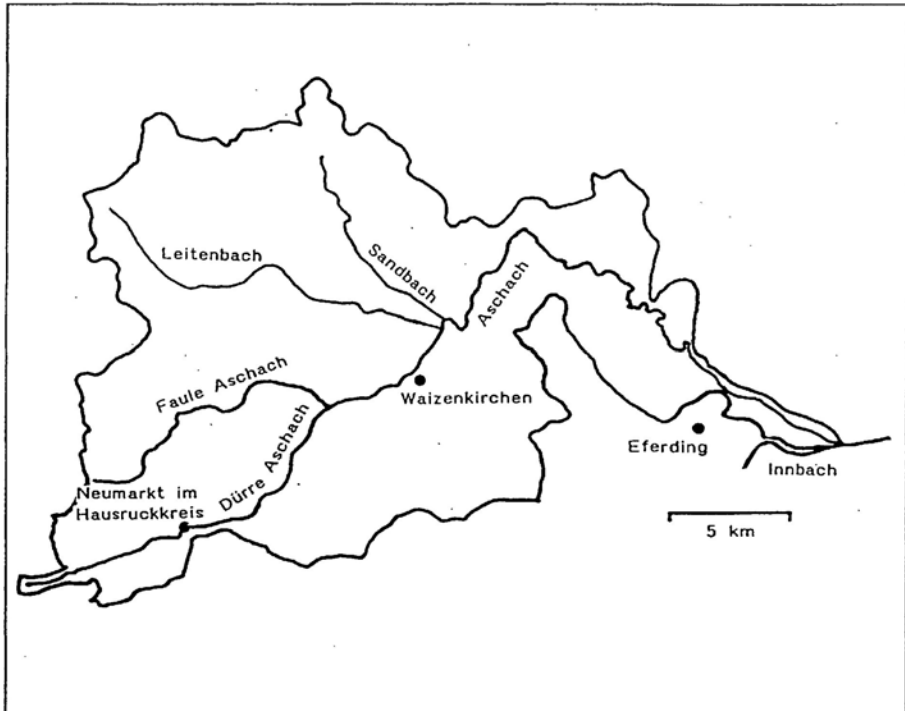 Leitenbach
Sandbach
Aschach
Faule Aschach
Waizenkirchen
Dürre Aschach
Eferding
Innbach
Neumarkt im
Hausruckkreis
5 km